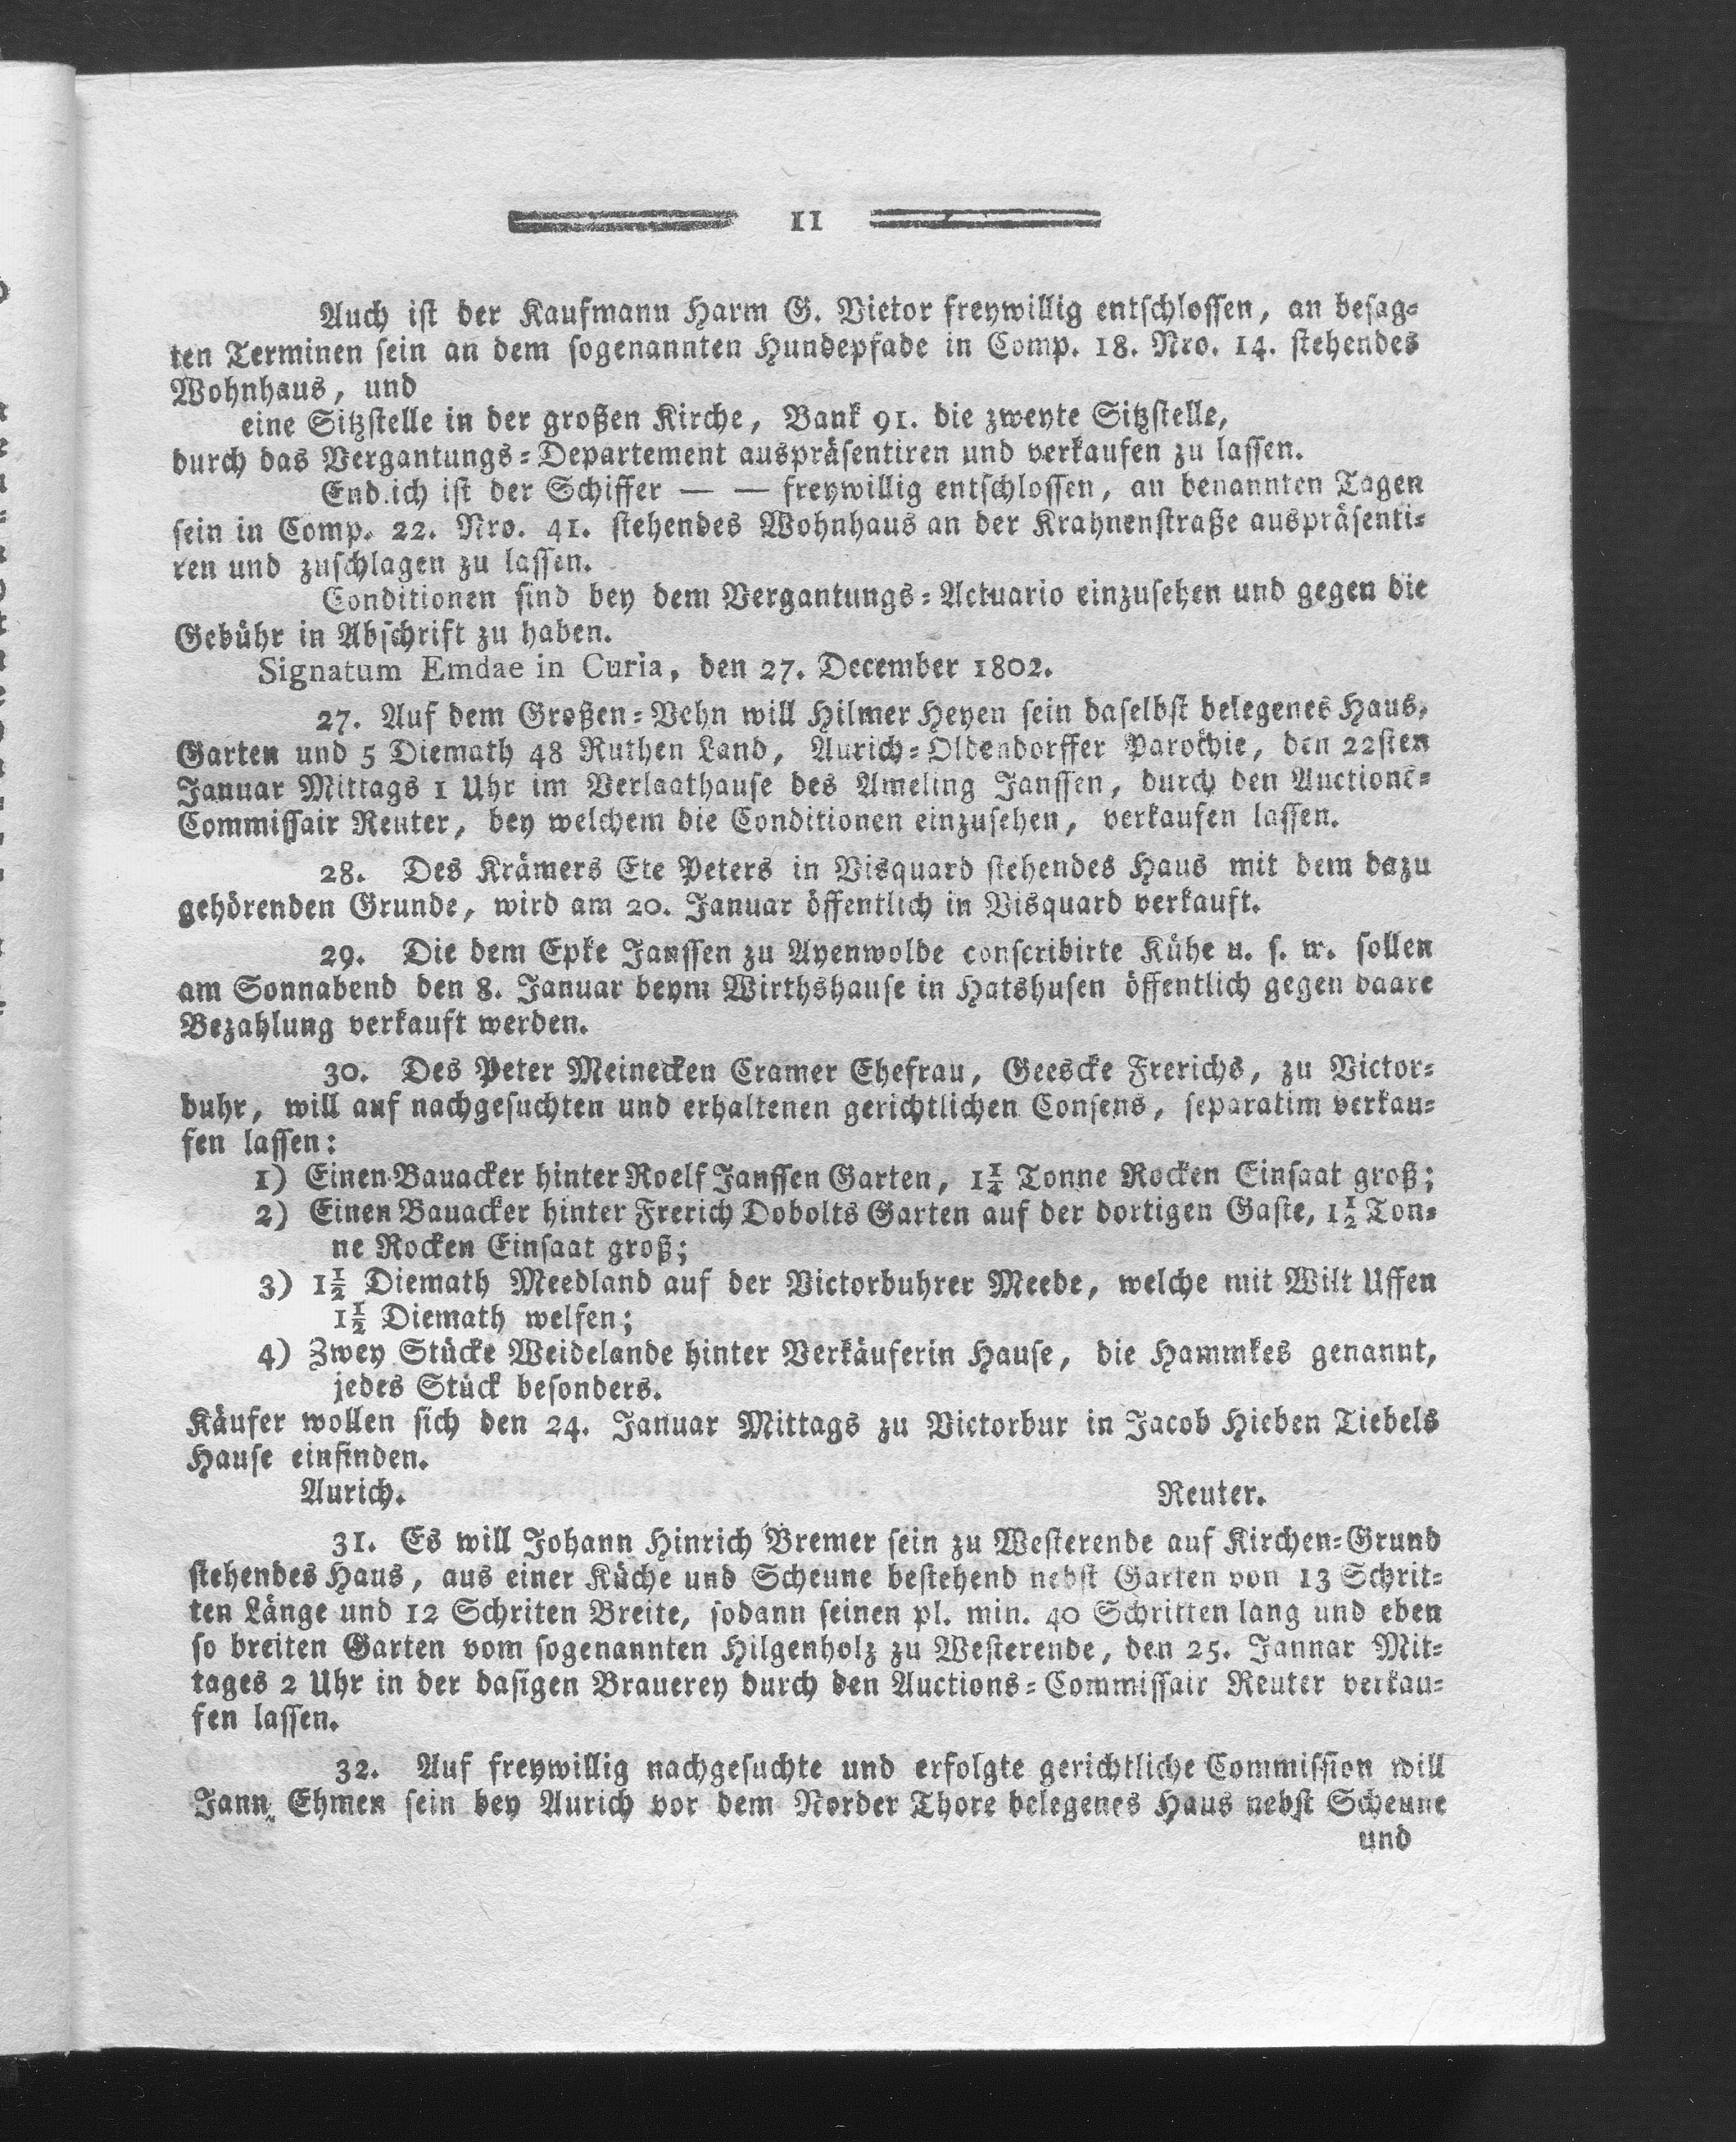 11
Auch ist der Kaufmann Harm G. Vietor freywillig entschlossen, an besag-
ten Terminen sein an dem sogenannten Hundepfade in Comp. 18. Nro. 14. stehendes
Wohnhaus, und
eine Sitzstelle in der großen Kirche, Bank 91. die zweyte Sitzstelle,
durch das Vergantungs-Departement auspräsentiren und verkaufen zu lassen.
End.ich ist der Schiffer — — freywillig entschlossen, an benannten Tagen
sein in Comp. 22. Nro. 41. stehendes Wohnhaus an der Krahnenstraße auspräsenti-
ren und zuschlagen zu lassen.
Conditionen sind bey dem Vergantungs-Actuario einzusehen und gegen die
Gebühr in Abschrift zu haben.
Signatum Emdae in Curia, den 27. December 1802.
27. Auf dem Großen-Vehn will Hilmer Heyen sein daselbst belegenes Haus,
Garten und 5 Diemath 48 Ruthen Land, Aurich-Oldendorffer Parochie, den 22sten
Januar Mittags 1 Uhr im Verlaathause des Ameling Janssen, durch den Auctions-
Commissair Reuter, bey welchem die Conditionen einzusehen, verkaufen lassen.
28. Des Krämers Ete Peters in Visquard stehendes Haus mit dem dazu
gehörenden Grunde, wird am 20. Januar öffentlich in Visquard verkauft.
29. Die dem Epke Janssen zu Ayenwolde conscribirte Kühe u. s. w. sollen
am Sonnabend den 8. Januar beym Wirthshause in Hatshusen öffentlich gegen baare
Bezahlung verkauft werden.
30. Des Peter Meinecken Cramer Ehefrau, Geescke Frerichs, zu Victor-
buhr, will auf nachgesuchten und erhaltenen gerichtlichen Consens, separatim verkau-
fen lassen:
1) Einen Bauacker hinter Roelf Janssen Garten, 1¼ Tonne Rocken Einsaat groß;
2) Einen Bauacker hinter Frerich Dobolts Garten auf der dortigen Gaste, 1½ Ton-
ne Rocken Einsaat groß;
3) 1½ Diemath Meedland auf der Victorbuhrer Meede, welche mit Wilt Uffen
1½ Diemath welfen;
4) Zwey Stücke Weidelande hinter Verkäuferin Hause, die Hammkes genannt,
jedes Stück besonders.
Käufer wollen sich den 24. Januar Mittags zu Victorbur in Jacob Hieben Tiebels
Hause einfinden.
Aurich. Reuter.
31. Es will Johann Hinrich Bremer sein zu Westerende auf Kirchen-Grund
stehendes Haus, aus einer Küche und Scheune bestehend nebst Garten von 13 Schrit-
ten Länge und 12 Schriten Breite, sodann seinen pl. min. 40 Schritten lang und eben
so breiten Garten vom sogenannten Hilgenholz zu Westerende, den 25. Jannar Mit-
tages 2 Uhr in der dasigen Brauerey durch den Auctions-Commissair Reuter verkau-
fen lassen.
32. Auf freywillig nachgesuchte und erfolgte gerichtliche Commission will
Jann Ehmen sein bey Aurich vor dem Norder Thore belegenes Haus nebst Scheune
und